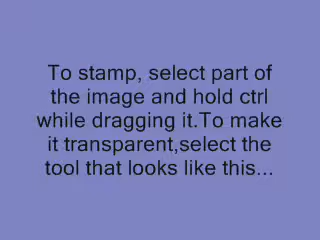 To stamp, select part of
the image and hold ctrl
while dragging it.To make
it transparent,select the
tool that looks like this...